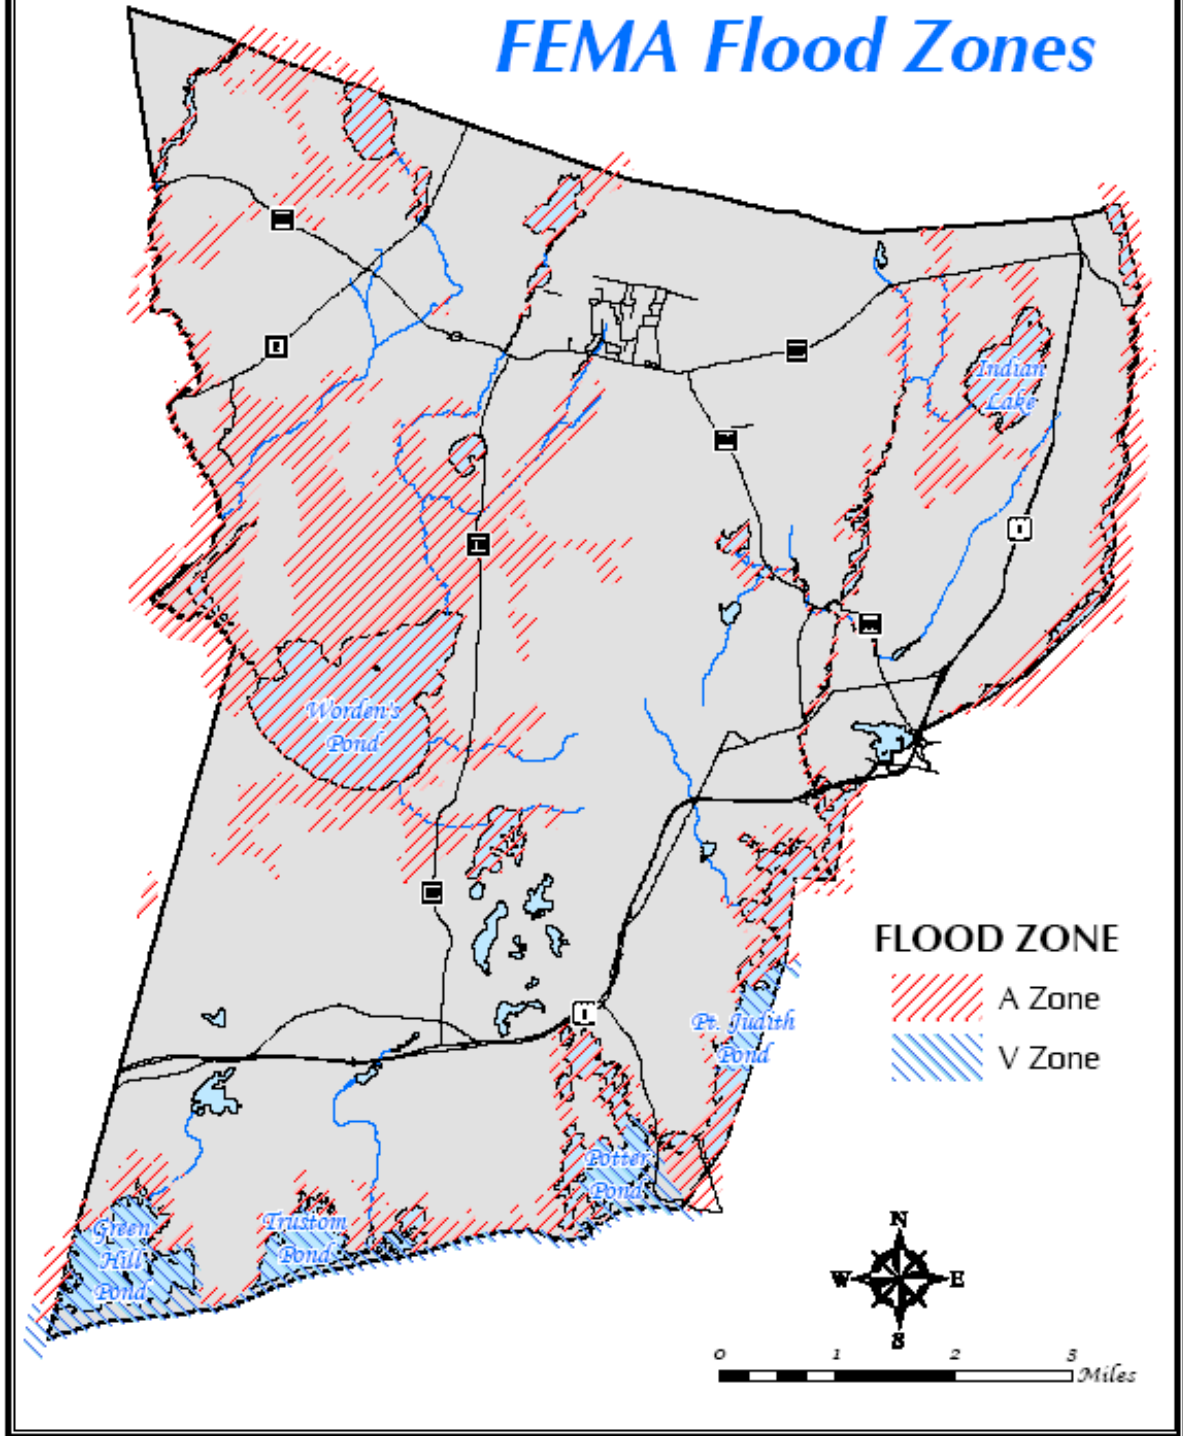 FEMA Flood Zones
Indian
Lake
Worden's
Pond
FLOOD ZONE
A Zone
V Zone
Pt. Judith
Pond
Potter
Pond
Green
Hill
Pond
Trustom
Pond
N
W E
S
0 1 2 3
Miles